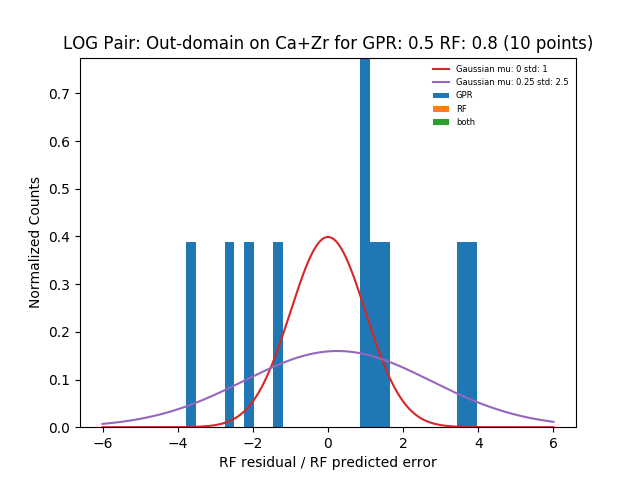 LOG Pair: Out-domain on Ca+Zr for GPR: 0.5 RF: 0.8 (10 points)
Gaussian mu: 0 std: 1
Gaussian mu: 0.25 std: 2.5
GPR
RF
both
0.7
0.6
0.5
0.4
0.3
0.2
0.1
0.0
Normalized Counts
−6
−4
−2
0
2
4
6
RF residual / RF predicted error